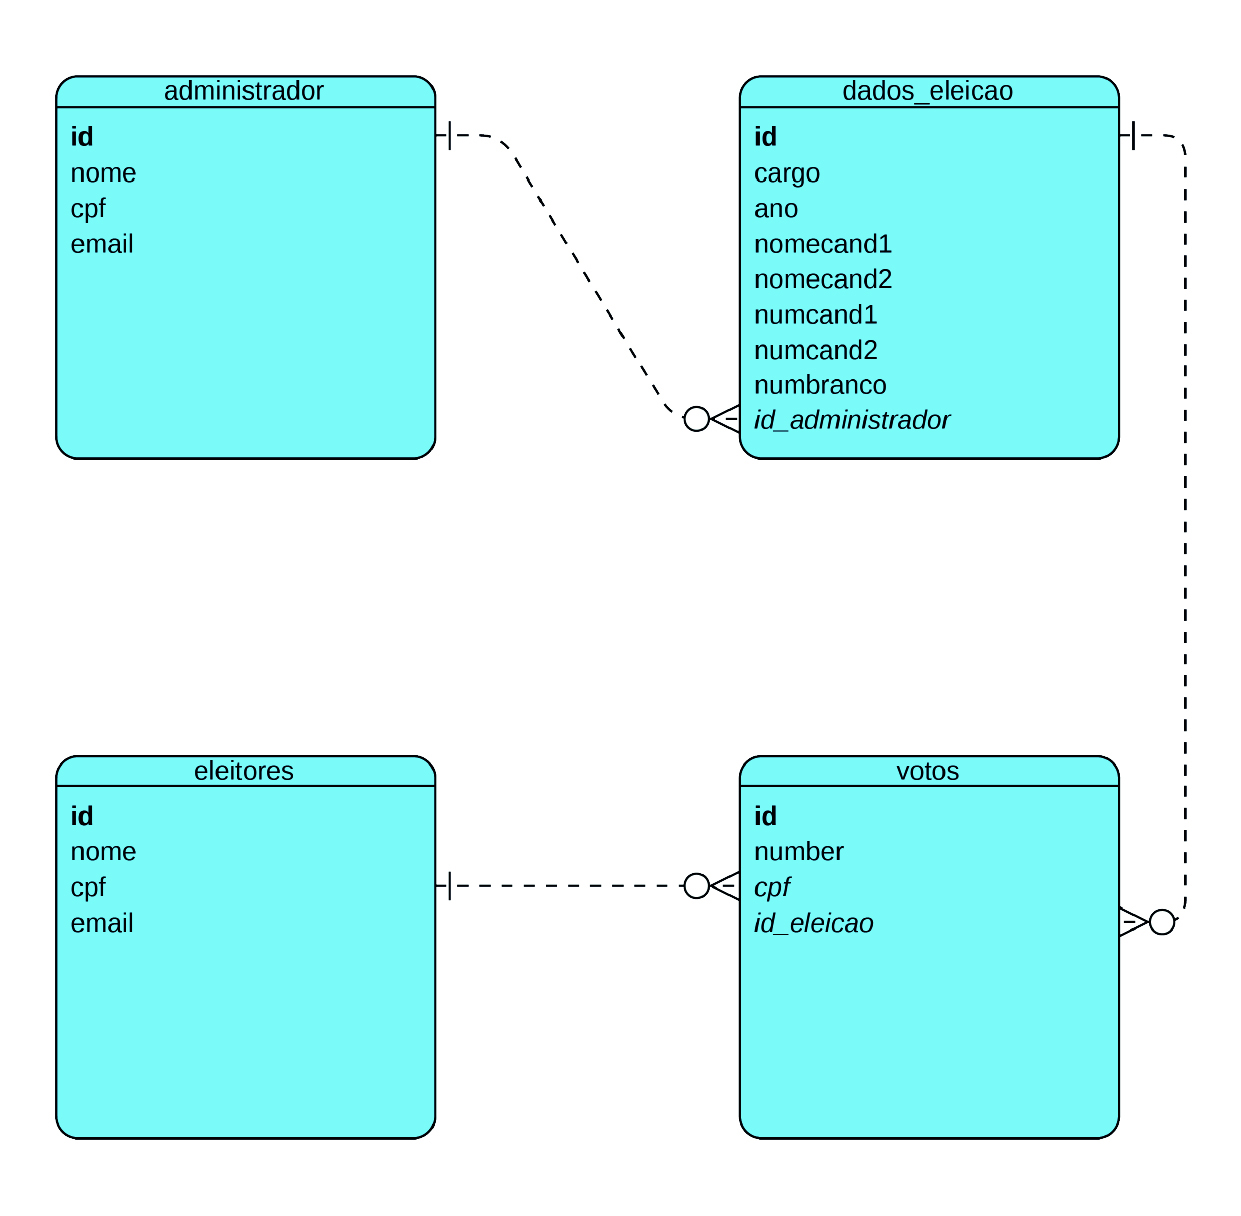 administrador
id
nome
cpf
email
dados_eleicao
id
cargo
ano
nomecand1
nomecand2
numcand1
numcand2
numbranco
id_administrador
eleitores
id
nome
cpf
email
votos
id
number
cpf
id_eleicao